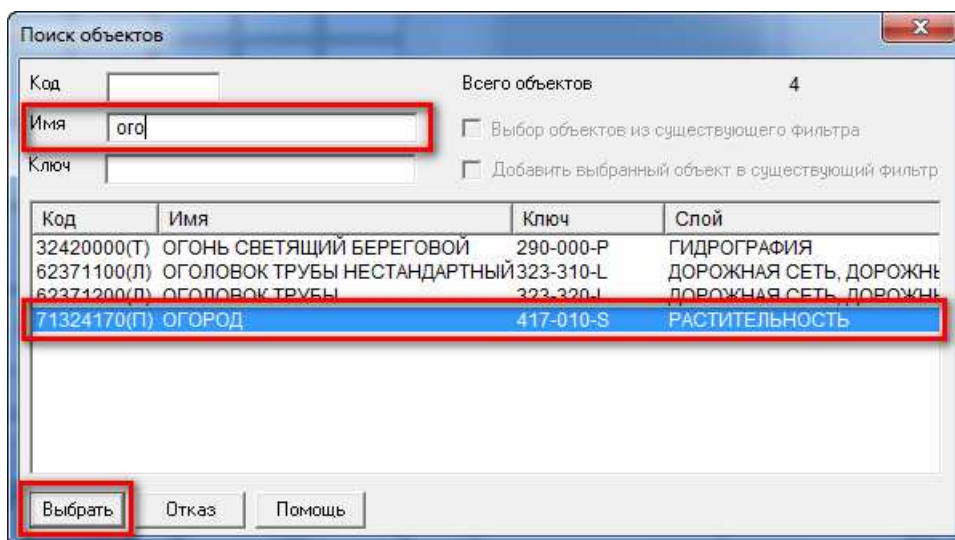 Поиск объектов
Код
Всего объектов 4
Имя ого
Выбор объектов из существующего фильтра
Ключ
Добавить выбранный объект в существующий фильтр
Код Имя Ключ Слой
32420000(Т) ОГОНЬ СВЕТЯЩИЙ БЕРЕГОВОЙ 290-000-P ГИДРОГРАФИЯ
62371100(Л) ОГОЛОВОК ТРУБЫ НЕСТАНДАРТНЫЙ 323-310-L ДОРОЖНАЯ СЕТЬ, ДОРОЖНЬ
62371200(Л) ОГОЛОВОК ТРУБЫ 323-320-L ДОРОЖНАЯ СЕТЬ, ДОРОЖНЬ
71324170(П) ОГОРОД 417-010-S РАСТИТЕЛЬНОСТЬ
Выбрать Отказ Помощь